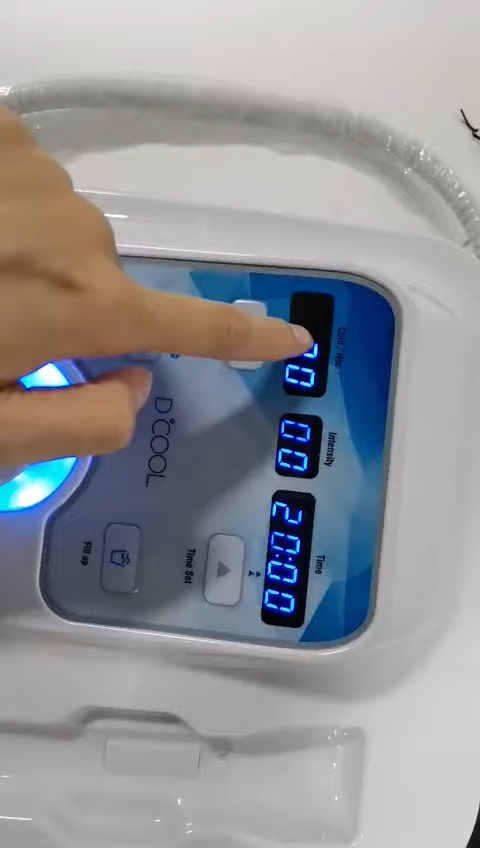 Cold / Hot
Intensity
00
Time
20:00
D°COOL
Time Set
Fill up